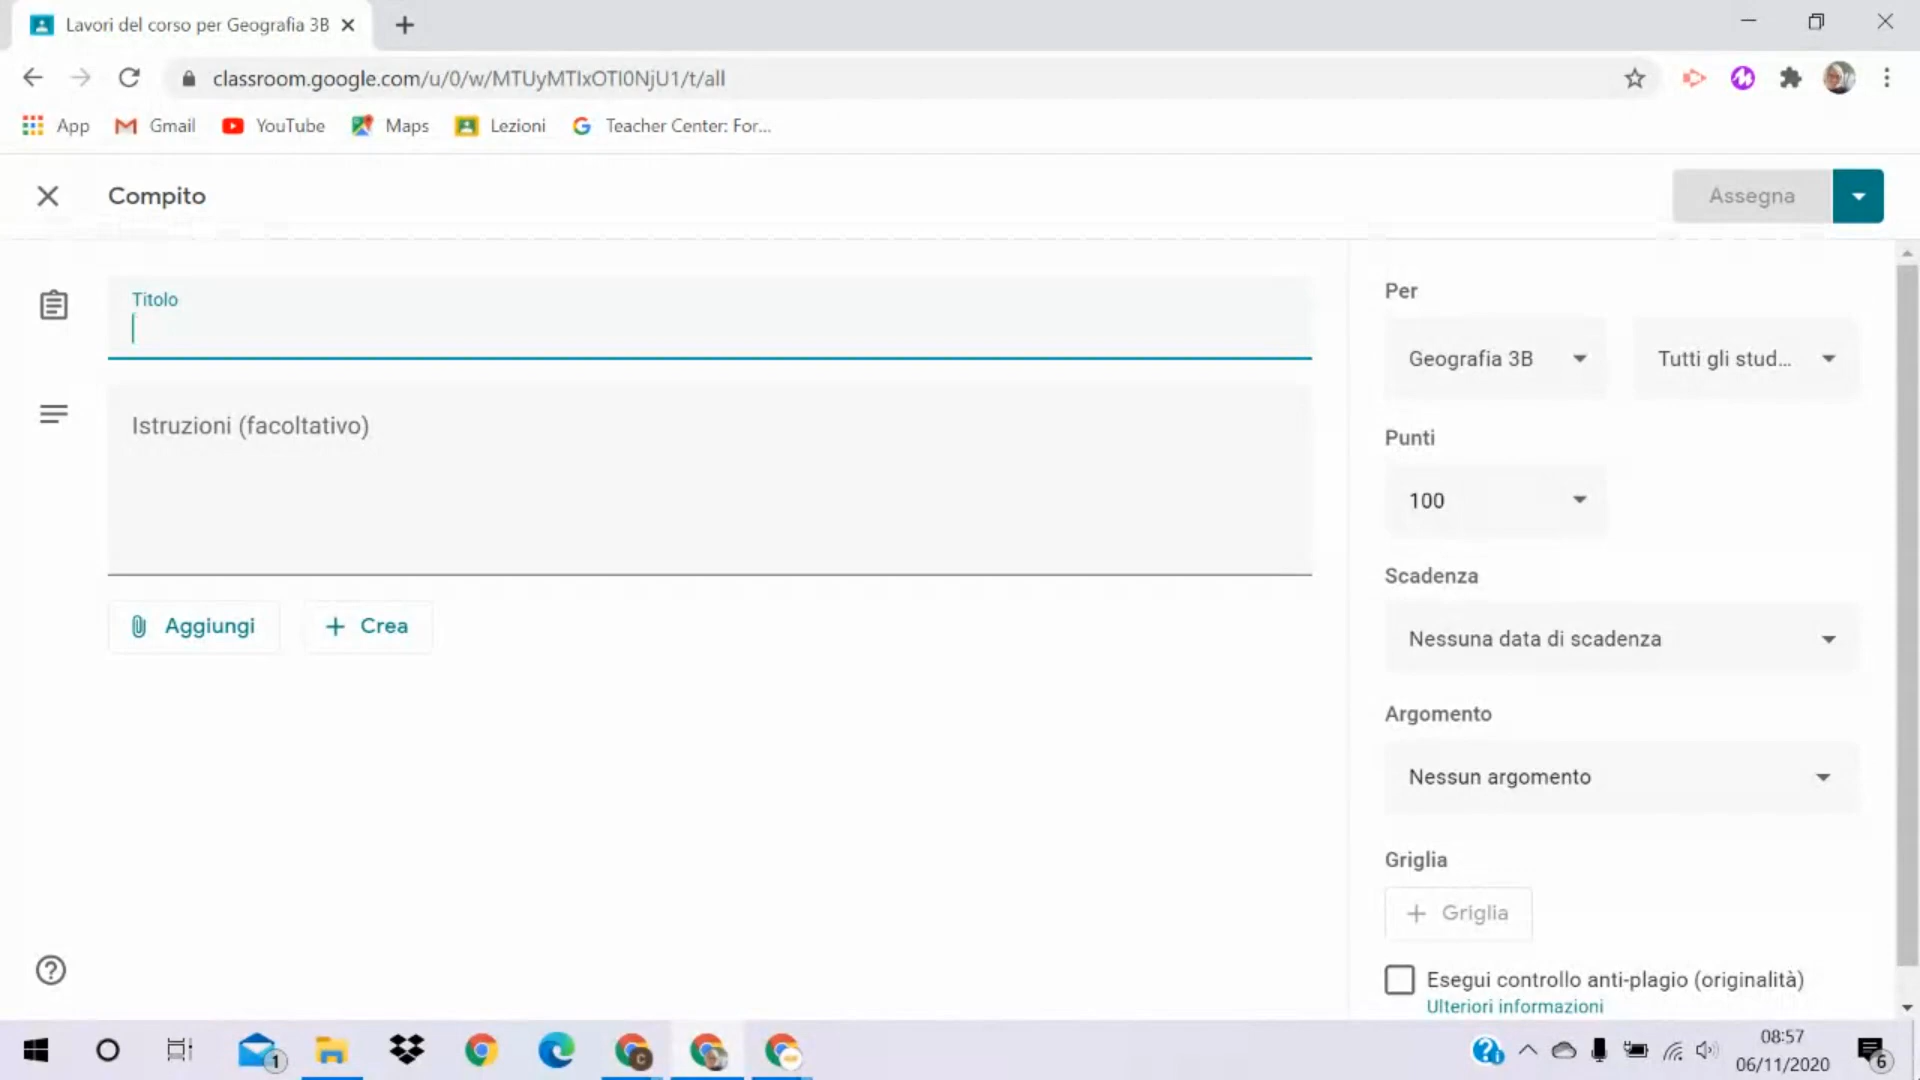 Lavori del corso per Geografia 3B
classroom.google.com/u/0/w/MTUyMTIxOTI0NjU1/t/all
App
Gmail
YouTube
Maps
Lezioni
Teacher Center: For...
Compito
Assegna
Titolo
Istruzioni (facoltativo)
Aggiungi
Crea
Per
Geografia 3B
Tutti gli stud...
Punti
100
Scadenza
Nessuna data di scadenza
Argomento
Nessun argomento
Griglia
Griglia
Esegui controllo anti-plagio (originalità)
Ulteriori informazioni
1
C
08:57
06/11/2020
6